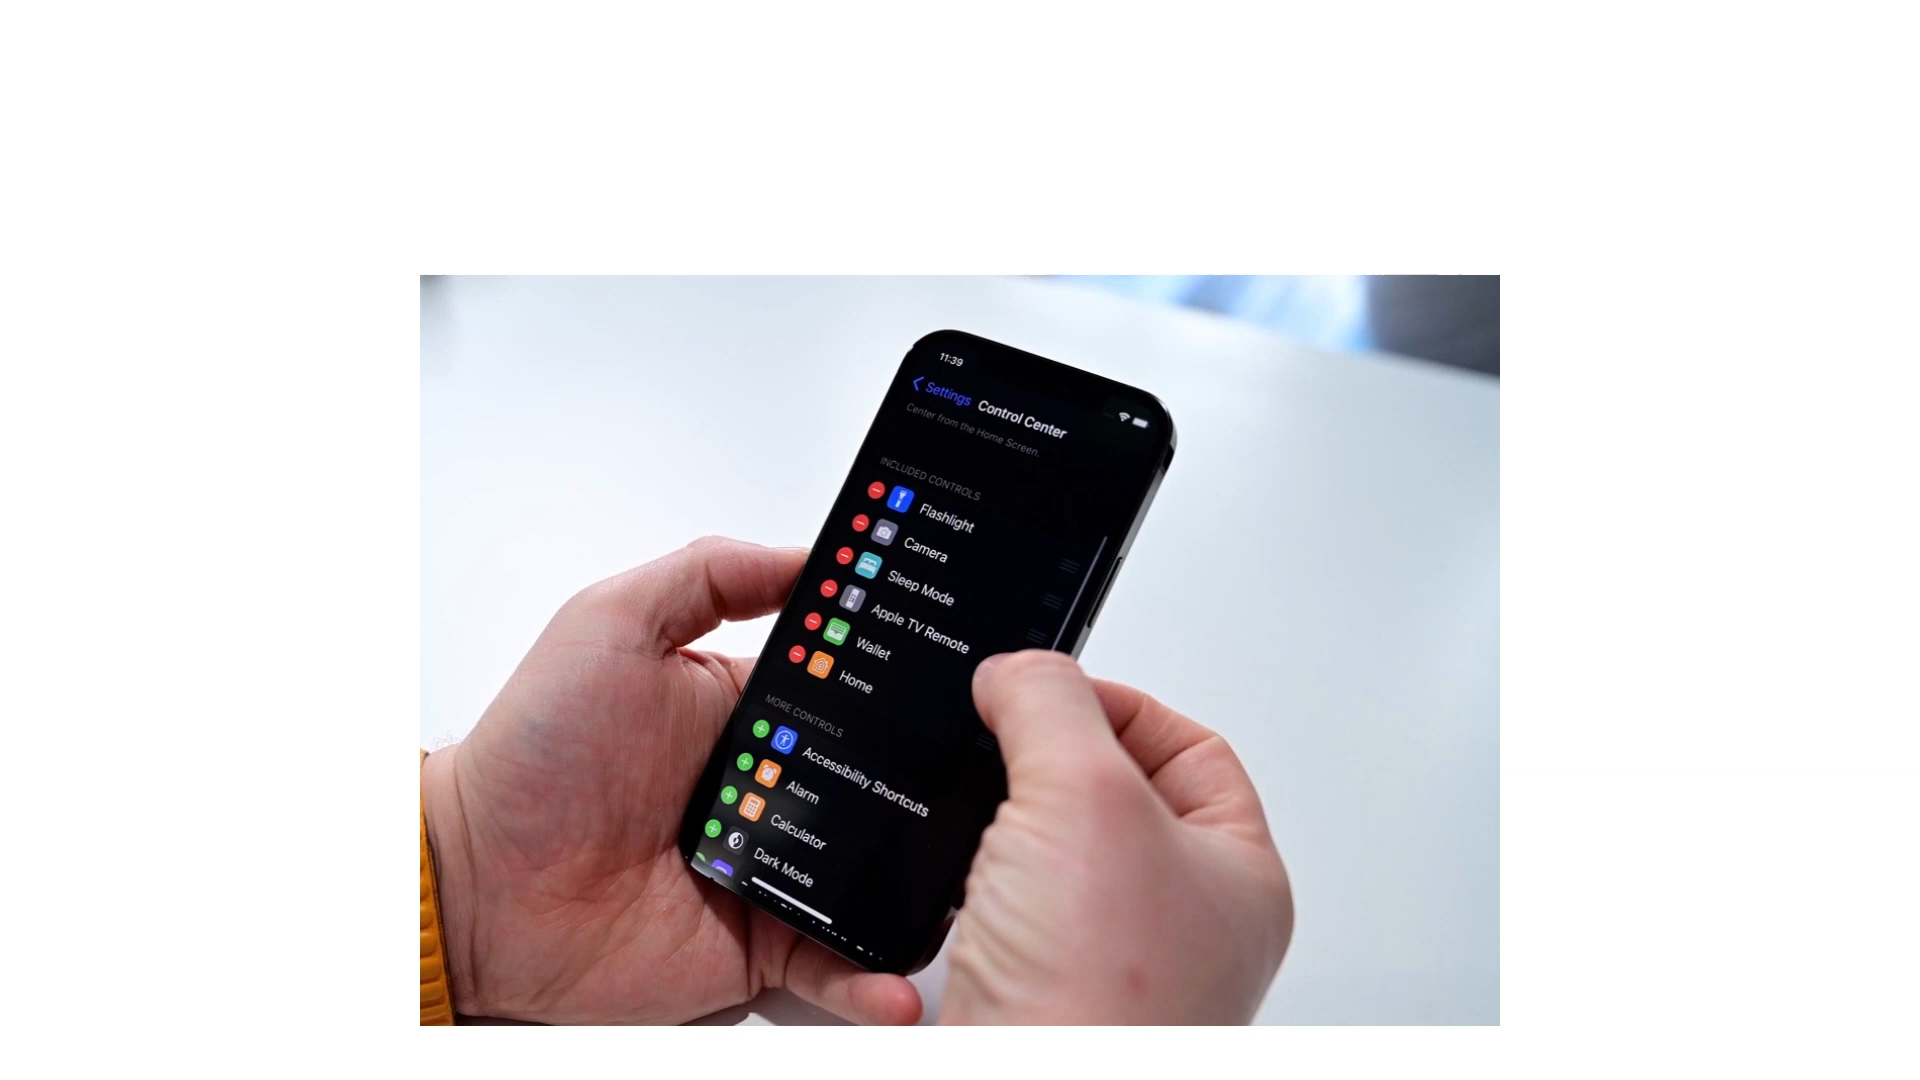 11:39
Settings Control Center
Center from the Home Screen.
INCLUDED CONTROLS
Flashlight
Camera
Sleep Mode
Apple TV Remote
Wallet
Home
MORE CONTROLS
Accessibility Shortcuts
Alarm
Calculator
Dark Mode